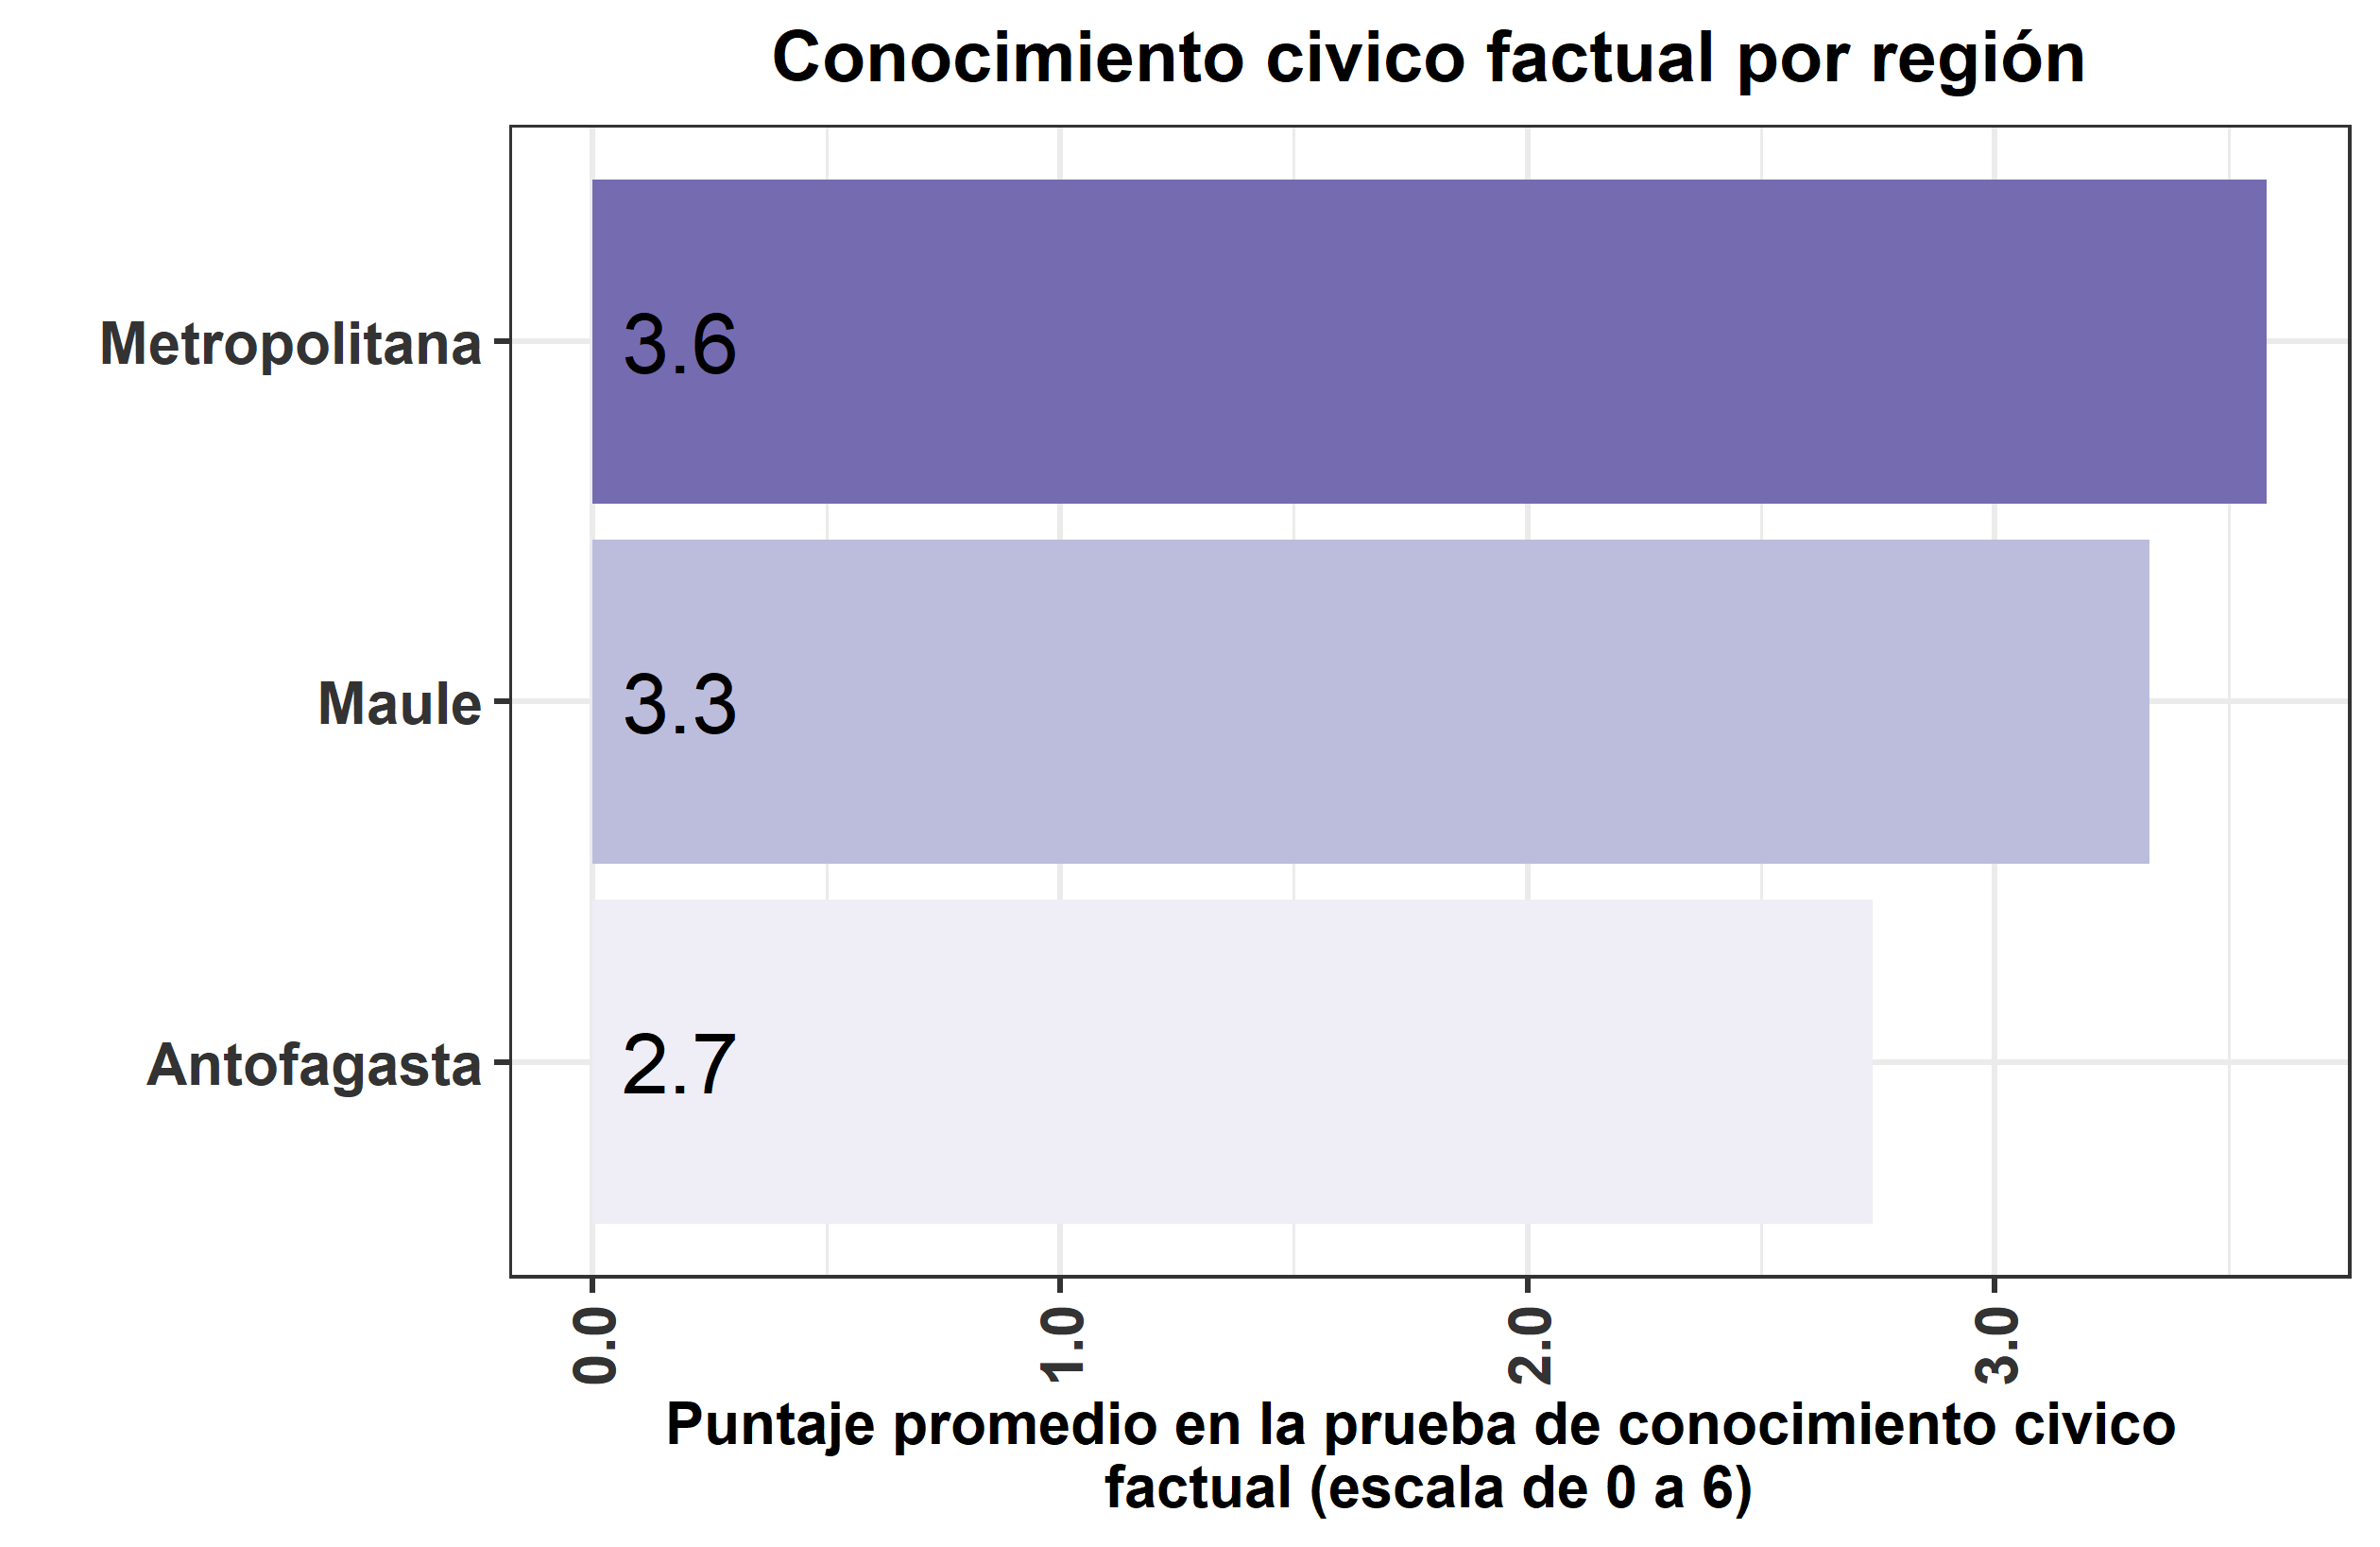 Conocimiento civico factual por región
Metropolitana
3.6
Maule
3.3
Antofagasta
2.7
0.0
1.0
2.0
3.0
Puntaje promedio en la prueba de conocimiento civico
factual (escala de 0 a 6)